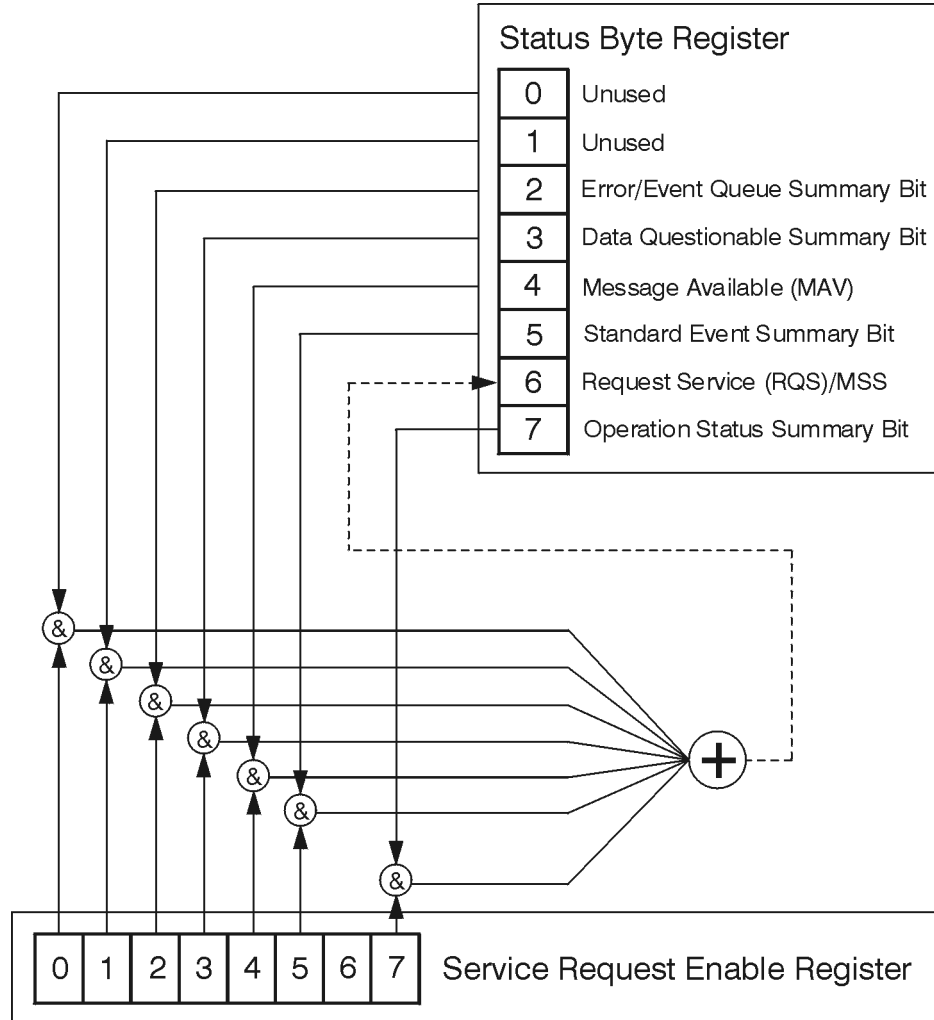 Status Byte Register
0 Unused
1 Unused
2 Error/Event Queue Summary Bit
3 Data Questionable Summary Bit
4 Message Available (MAV)
5 Standard Event Summary Bit
6 Request Service (RQS)/MSS
7 Operation Status Summary Bit
&
&
&
&
&
&
+
&
0 1 2 3 4 5 6 7 Service Request Enable Register